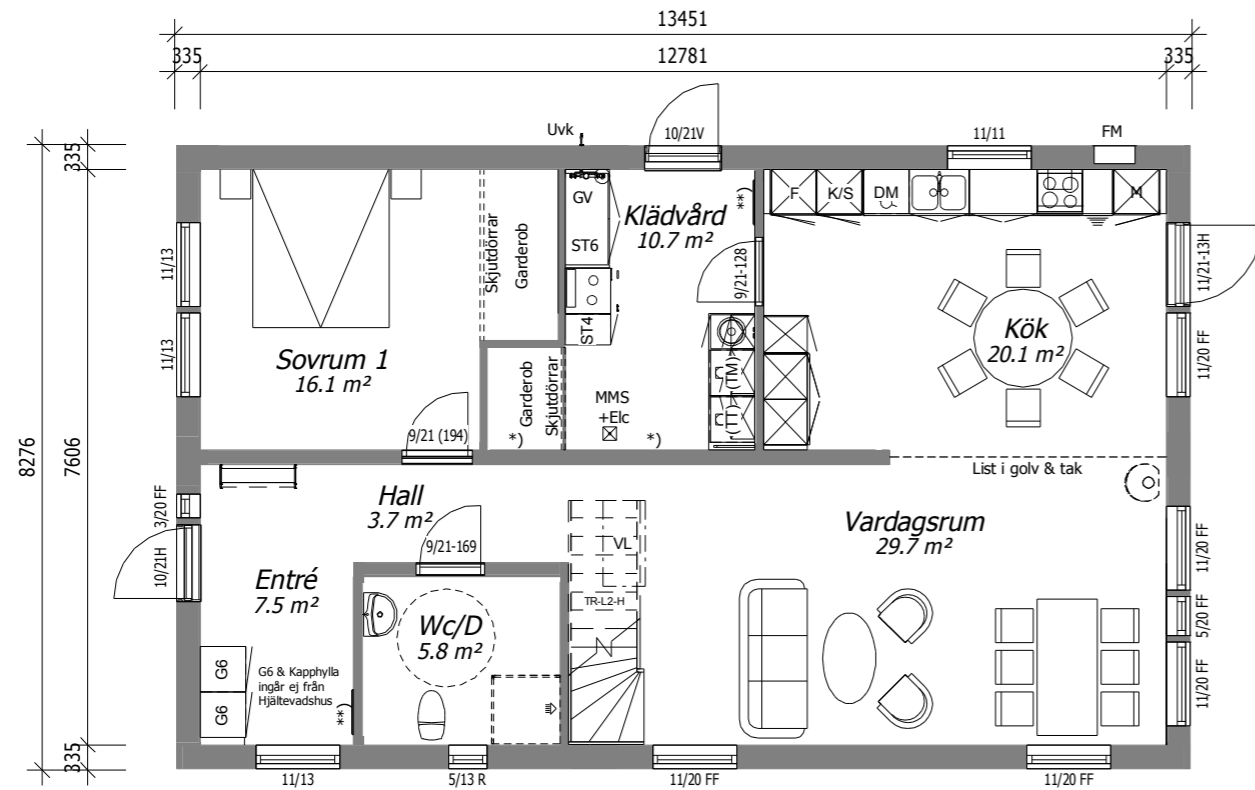 13451
335
12781
335
Uvk
10/21V
11/11
FM
8276
335
7606
335
11/13
11/13
Skjutdörrar
Garderob
GV
ST6
ST4
Klädvård
10.7 m²
**)
9/21-128
F
K/S
DM
M
11/21-13H
11/20 FF
Kök
20.1 m²
Sovrum 1
16.1 m²
9/21 (194)
Garderob
Skjutdörrar
*)
MMS
+Elc
*)
(TM)
(TT)
List i golv & tak
3/20 FF
10/21H
Hall
3.7 m²
9/21-169
Entré
7.5 m²
Wc/D
5.8 m²
VL
TR-L2-H
Vardagsrum
29.7 m²
11/20 FF
5/20 FF
11/20 FF
G6
G6
G6 & Kapphylla
ingår ej från
Hjältevadshus
**)
11/13
5/13 R
11/20 FF
11/20 FF